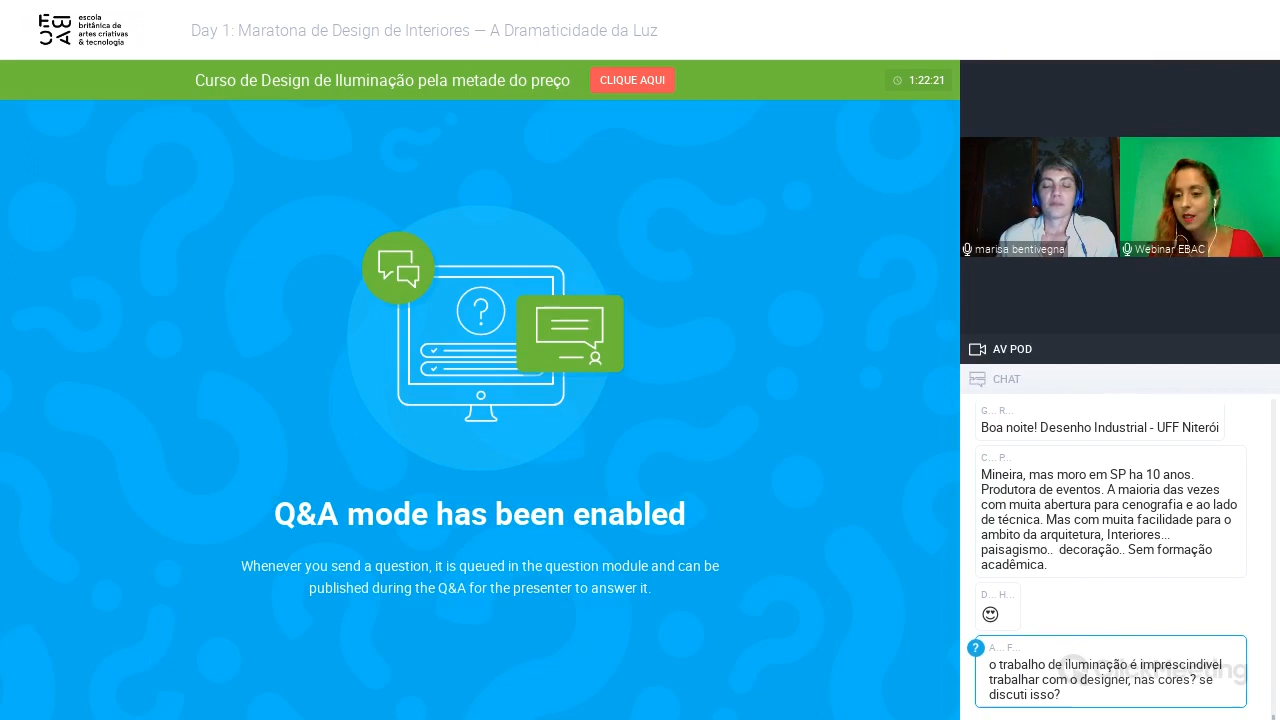 escola
britânica de
artes criativas
& tecnologia
Day 1: Maratona de Design de Interiores — A Dramaticidade da Luz
Curso de Design de Iluminação pela metade do preço
CLIQUE AQUI
1:22:21
marisa bentivegna
Webinar EBAC
AV POD
CHAT
G... R...
Boa noite! Desenho Industrial - UFF Niterói
C... P...
Mineira, mas moro em SP ha 10 anos.
Produtora de eventos. A maioria das vezes
com muita abertura para cenografia e ao lado
de técnica. Mas com muita facilidade para o
ambito da arquitetura, Interiores...
paisagismo.. decoração.. Sem formação
acadêmica.
D... H...
A... F...
o trabalho de iluminação é imprescindivel
trabalhar com o designer, nas cores? se
discuti isso?
ClickMeeting
Q&A mode has been enabled
Whenever you send a question, it is queued in the question module and can be
published during the Q&A for the presenter to answer it.